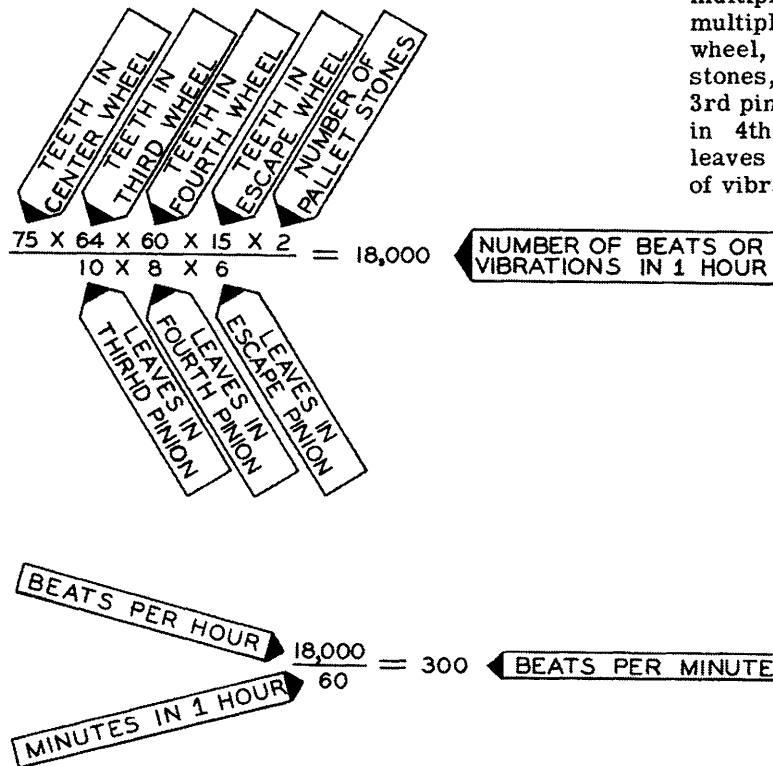 multipl
multipl
wheel,
stones,
3rd pin
in 4th
leaves
of vibr
TEETH IN
CENTER WHEEL
TEETH IN
THIRD WHEEL
TEETH IN
FOURTH WHEEL
TEETH IN
ESCAPE WHEEL
NUMBER OF
PALLET STONES
75 X 64 X 60 X 15 X 2
10 X 8 X 6
= 18,000
NUMBER OF BEATS OR
VIBRATIONS IN 1 HOUR
LEAVES IN
THIRHD PINION
LEAVES IN
FOURTH PINION
LEAVES IN
ESCAPE PINION
BEATS PER HOUR
MINUTES IN 1 HOUR
18,000
60
= 300
BEATS PER MINUTE